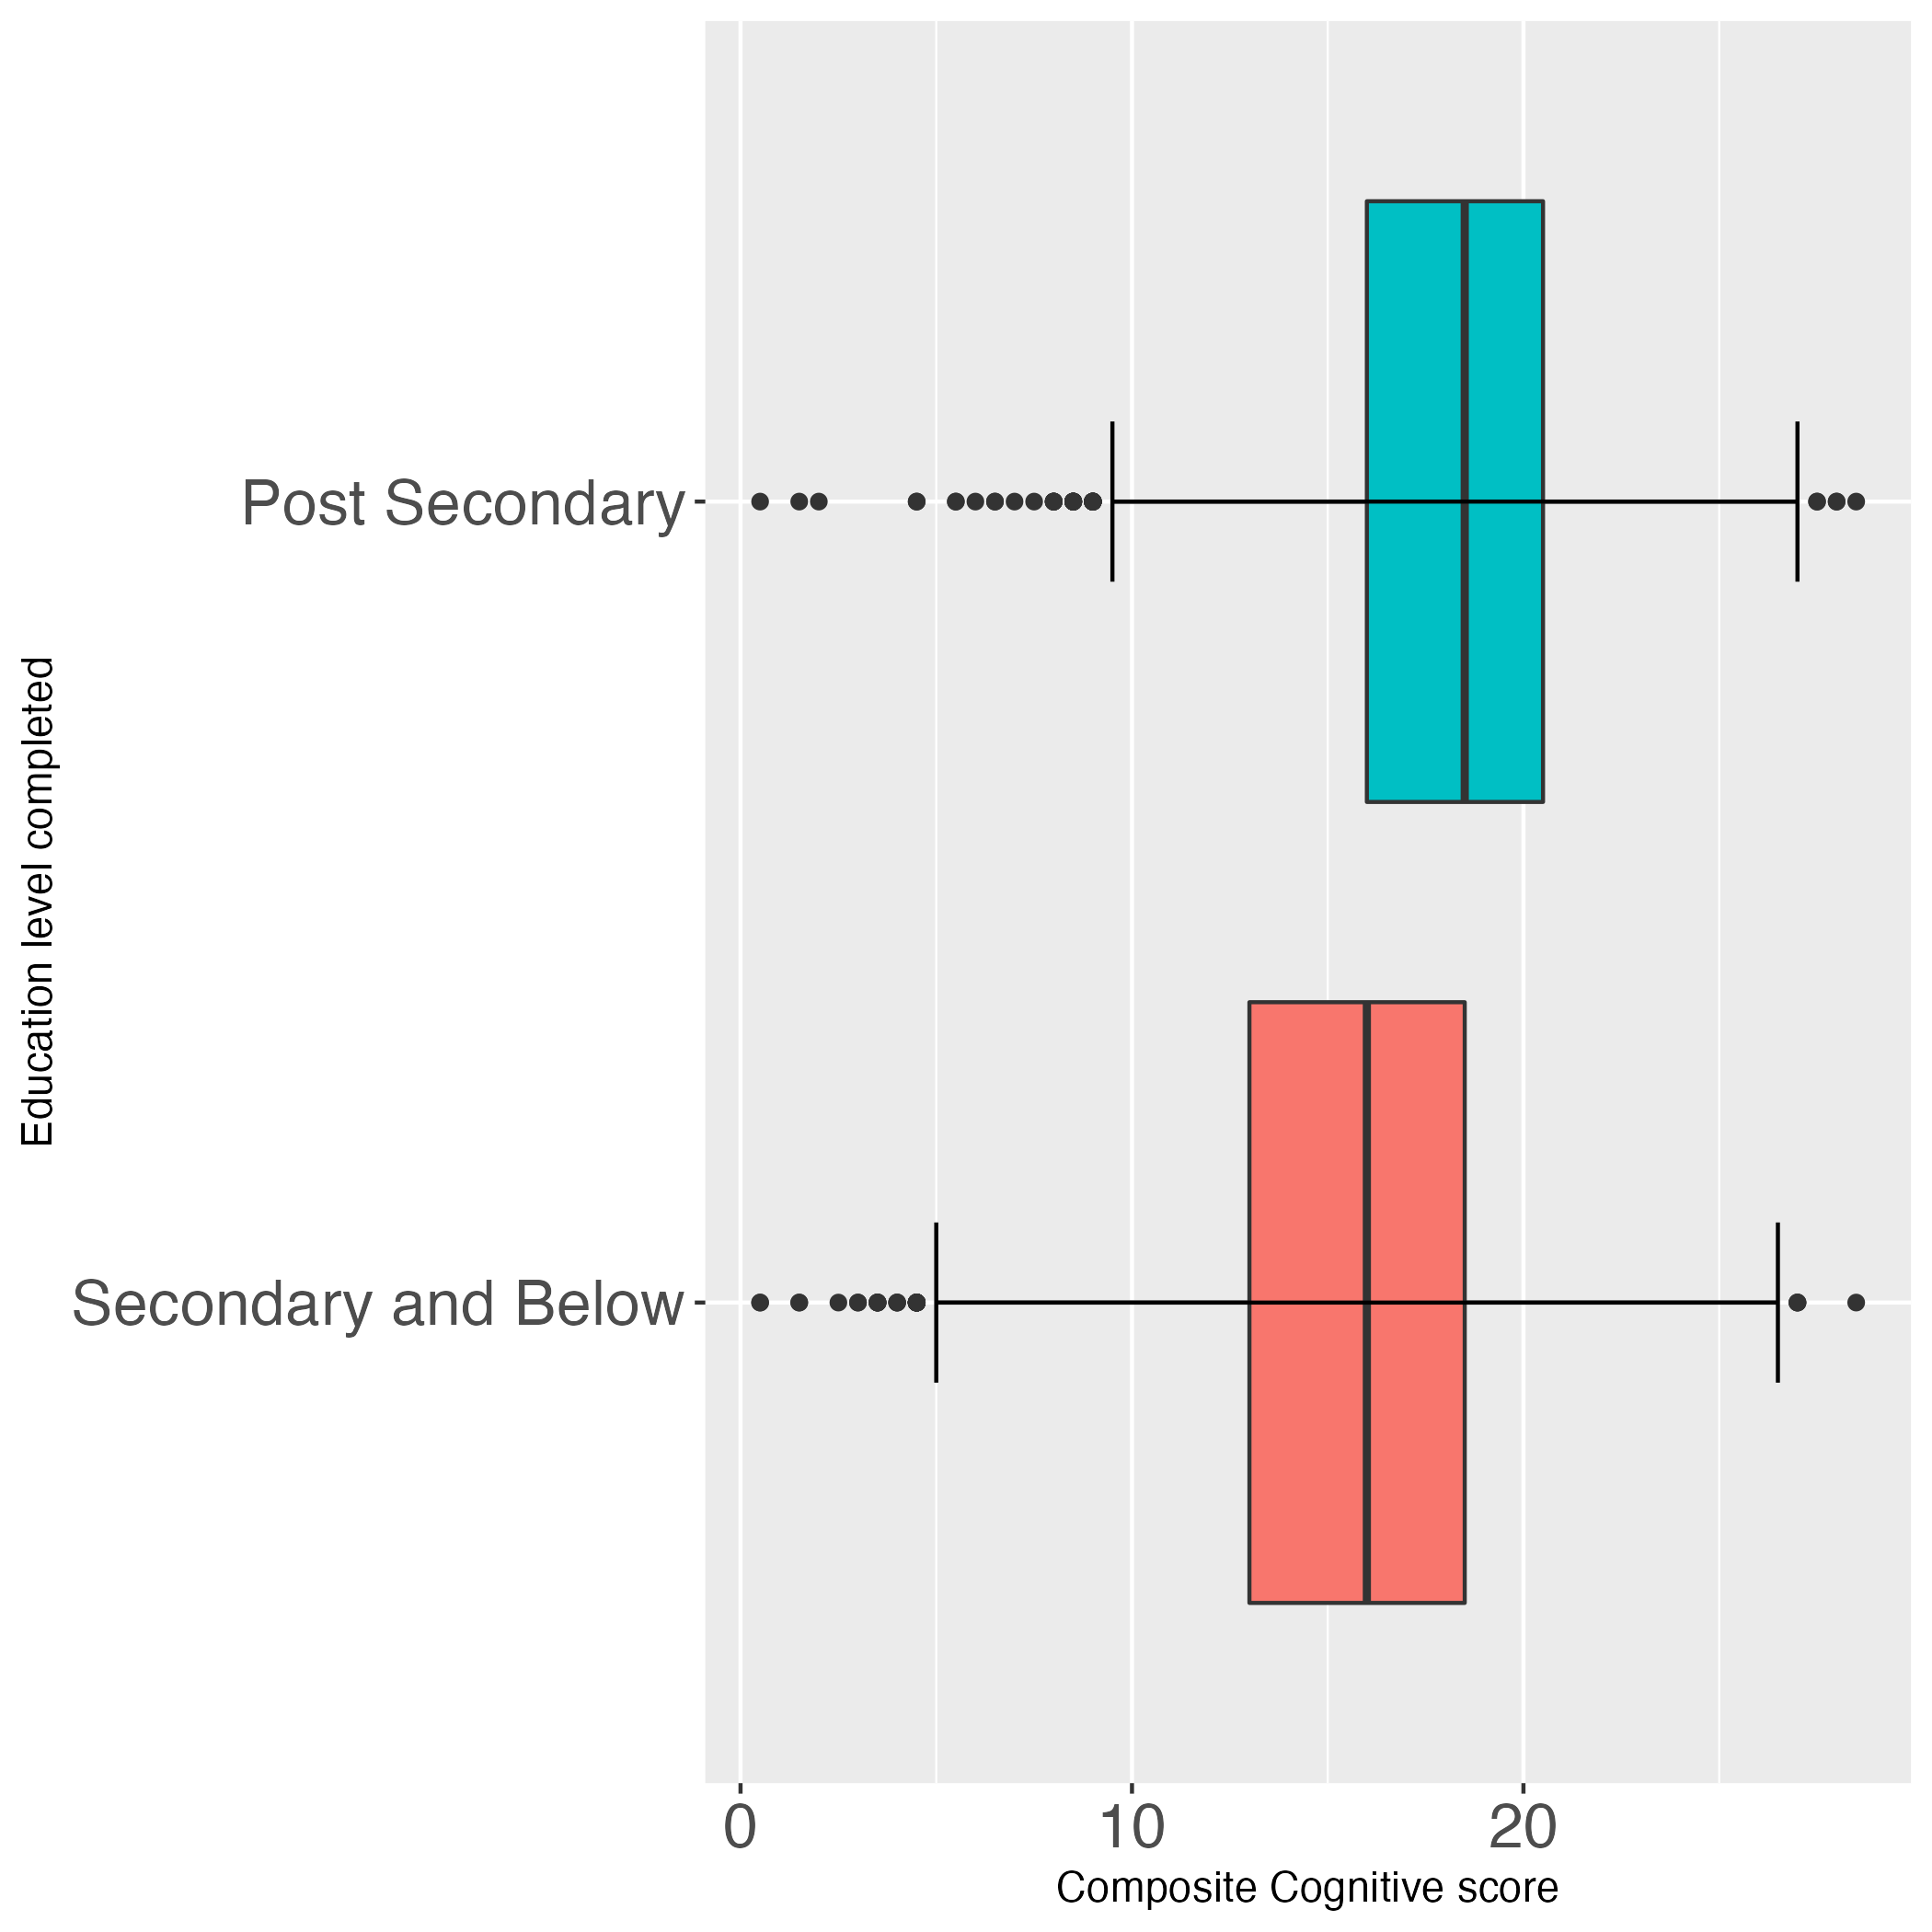 Education level completed
Post Secondary
Secondary and Below
0 10 20
Composite Cognitive score